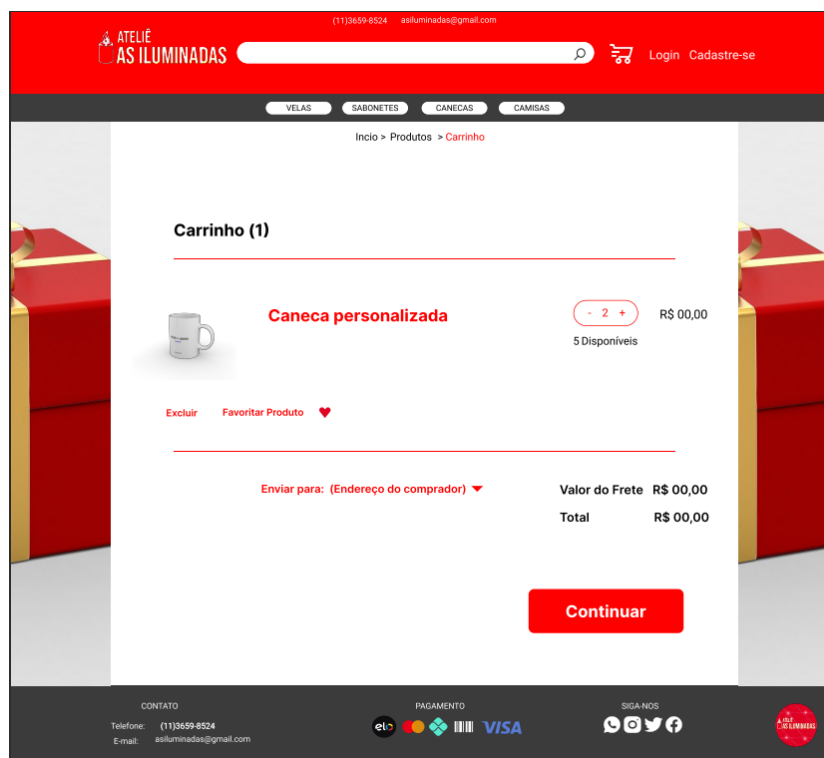 (11)3659-8524 asiluminadas@gmail.com
ATELIÊ
AS ILUMINADAS
Login Cadastre-se
VELAS SABONETES CANECAS CAMISAS
Incio > Produtos > Carrinho
Carrinho (1)
Caneca personalizada
- 2 +
R$ 00,00
5 Disponíveis
Excluir Favoritar Produto
Enviar para: (Endereço do comprador)
Valor do Frete R$ 00,00
Total R$ 00,00
Continuar
CONTATO
Telefone: (11)3659-8524
E-mail: asiluminadas@gmail.com
PAGAMENTO
elo VISA
SIGA-NOS
ATELIÊ
AS ILUMINADAS